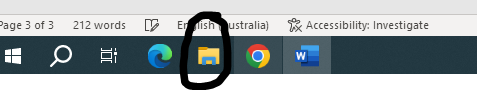 Page 3 of 3 212 words English (Australia) Accessibility: Investigate